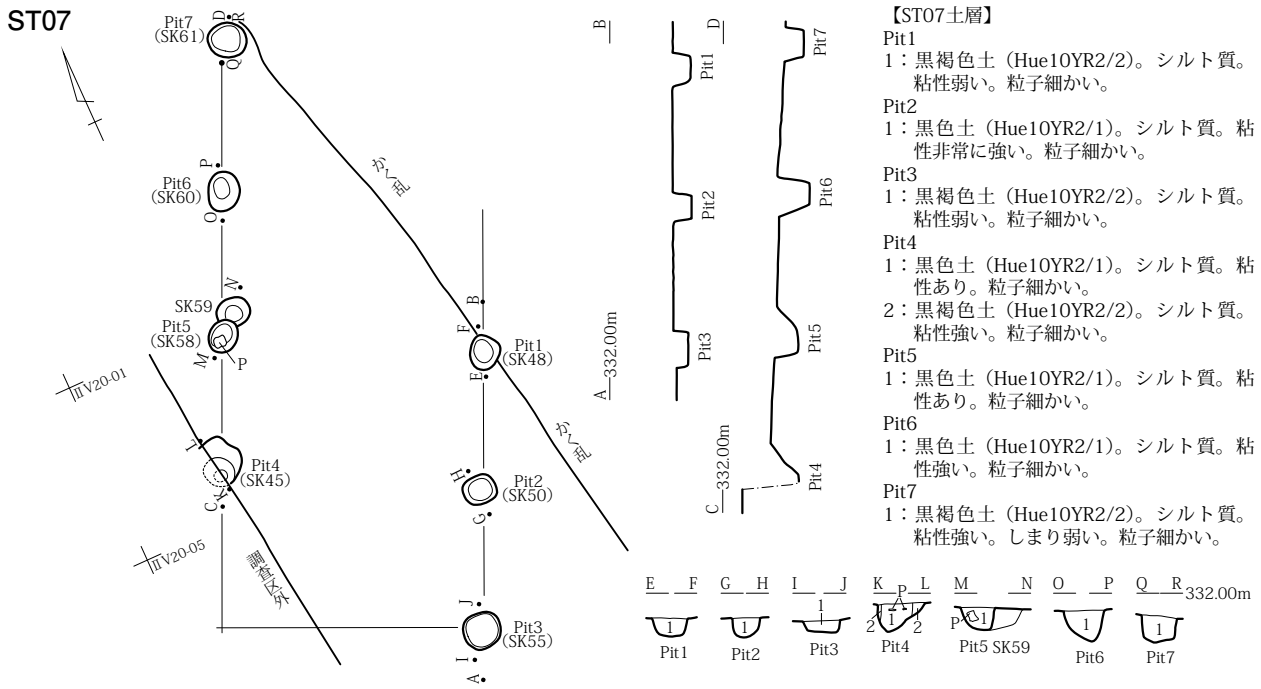 ST07
D
R
Pit7
(SK61)
Q
P
Pit6
(SK60)
O
N
SK59
Pit5
(SK58)
M
P
かく乱
B
F
Pit1
(SK48)
E
ⅡV20-01
L
Pit4
(SK45)
K
C
かく乱
H
Pit2
(SK50)
G
ⅡV20-05
調査区外
J
Pit3
(SK55)
I
A
B
Pit1
Pit2
Pit3
A 332.00m
D
Pit7
Pit6
Pit5
Pit4
C 332.00m
【ST07土層】
Pit1
1：黒褐色土（Hue10YR2/2）。シルト質。
粘性弱い。粒子細かい。
Pit2
1：黒色土（Hue10YR2/1）。シルト質。粘
性非常に強い。粒子細かい。
Pit3
1：黒褐色土（Hue10YR2/2）。シルト質。
粘性弱い。粒子細かい。
Pit4
1：黒色土（Hue10YR2/1）。シルト質。粘
性あり。粒子細かい。
2：黒褐色土（Hue10YR2/2）。シルト質。
粘性強い。粒子細かい。
Pit5
1：黒色土（Hue10YR2/1）。シルト質。粘
性あり。粒子細かい。
Pit6
1：黒色土（Hue10YR2/1）。シルト質。粘
性強い。粒子細かい。
Pit7
1：黒褐色土（Hue10YR2/2）。シルト質。
粘性強い。しまり弱い。粒子細かい。
E F G H I J K L M N O P Q R 332.00m
P
1 1 1 2 1 2 P 1 1 1
Pit1 Pit2 Pit3 Pit4 Pit5 SK59 Pit6 Pit7